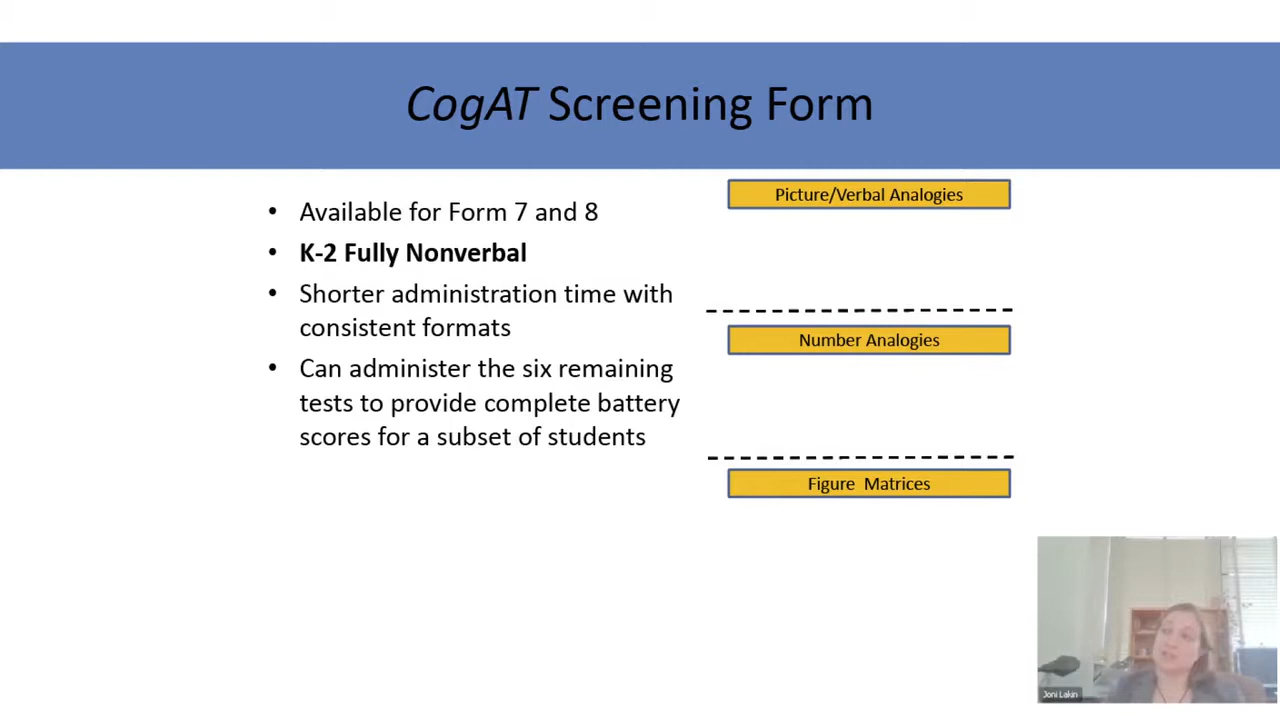 CogAT Screening Form
• Available for Form 7 and 8
• K-2 Fully Nonverbal
• Shorter administration time with
consistent formats
• Can administer the six remaining
tests to provide complete battery
scores for a subset of students
Picture/Verbal Analogies
Number Analogies
Figure Matrices
Joni Lakin